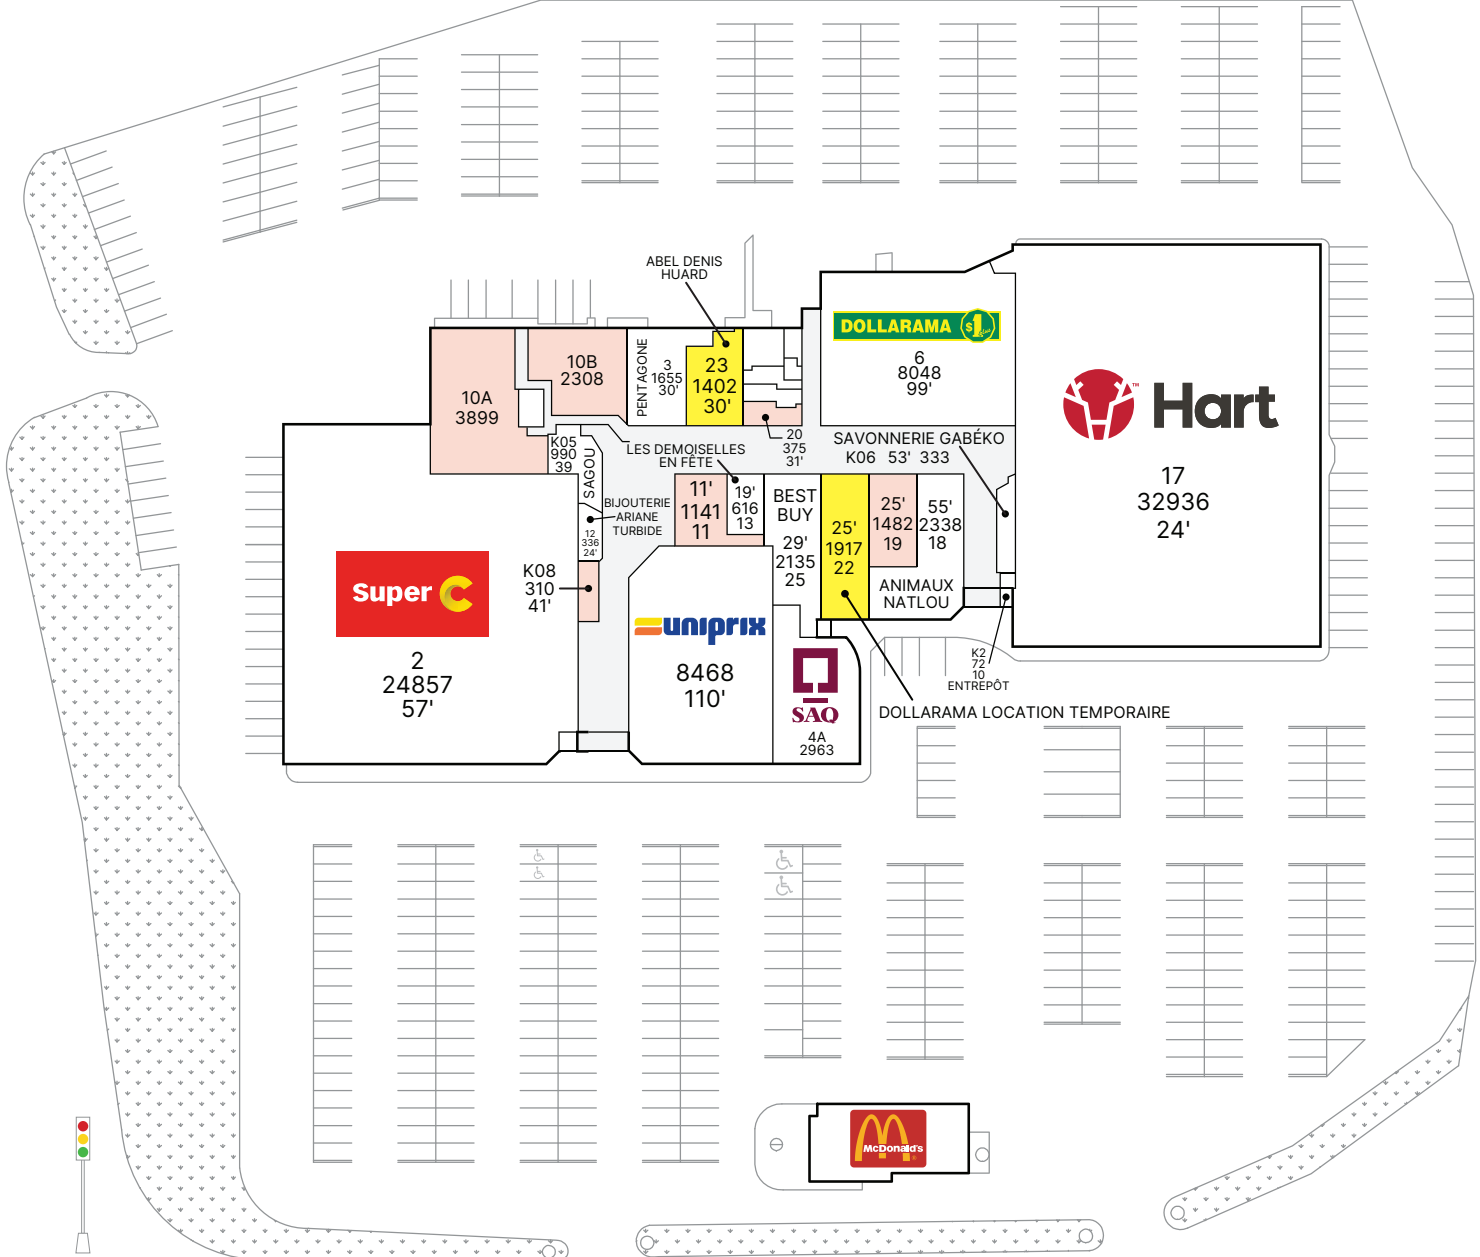 ABEL DENIS
HUARD
DOLLARAMA $1 plus
6
8048
99'
Hart™
17
32936
24'
10A
3899
10B
2308
PENTAGONE
3
1655
30'
23
1402
30'
20
375
31'
SAVONNERIE GABÉKO
K06 53' 333
LES DEMOISELLES
EN FÊTE
K05
990
39
SAGOU
BIJOUTERIE
ARIANE
TURBIDE
12
336
24'
K08
310
41'
11'
1141
11
19'
616
13
BEST
BUY
29'
2135
25
25'
1917
22
25'
1482
19
55'
2338
18
ANIMAUX
NATLOU
Super C
2
24857
57'
uniprix
8468
110'
SAQ
4A
2963
K2
72
10
ENTREPÔT
DOLLARAMA LOCATION TEMPORAIRE
McDonald's